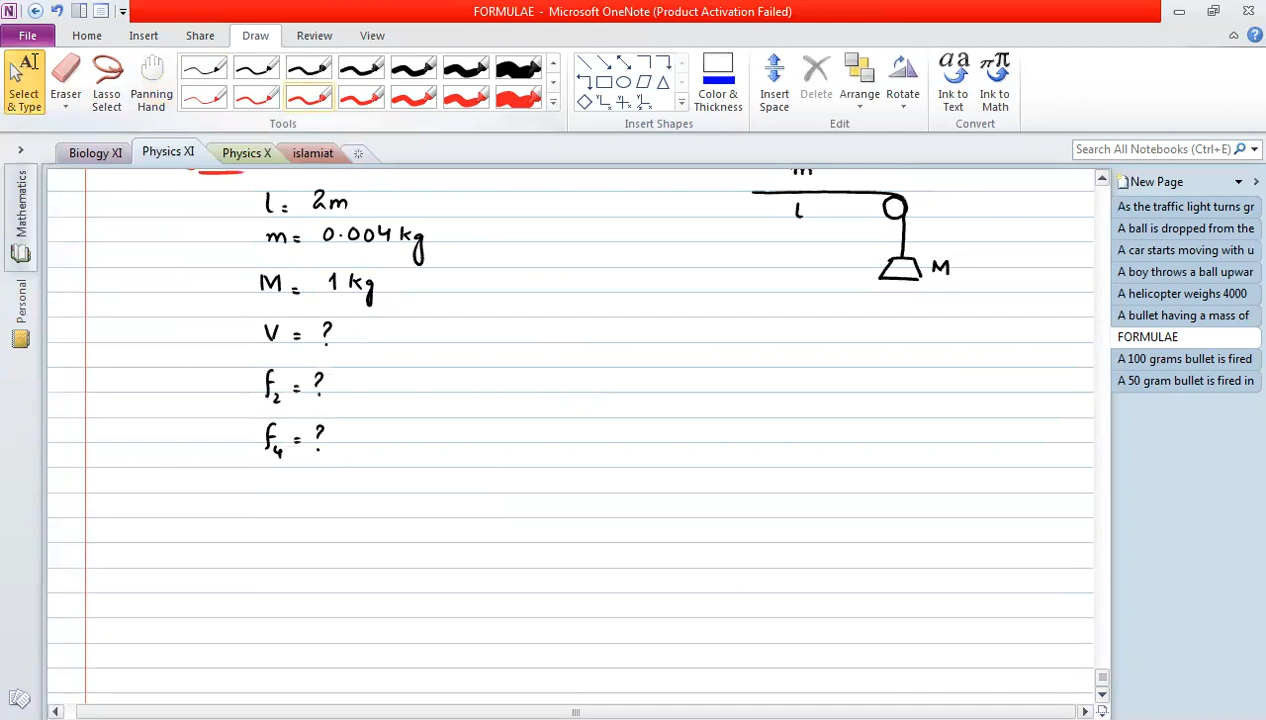 FORMULAE - Microsoft OneNote (Product Activation Failed)
File Home Insert Share Draw Review View
Select & Type
Eraser
Lasso Select
Panning Hand
Color & Thickness
Insert Space
Delete
Arrange
Rotate
Ink to Text
Ink to Math
Tools
Insert Shapes
Edit
Convert
Biology XI
Physics XI
Physics X
islamiat
Search All Notebooks (Ctrl+E)
Mathematics
Personal
New Page
As the traffic light turns gr
A ball is dropped from the
A car starts moving with u
A boy throws a ball upwar
A helicopter weighs 4000
A bullet having a mass of
FORMULAE
A 100 grams bullet is fired
A 50 gram bullet is fired in
m
l
M
l = 2m
m = 0.004 kg
M = 1 kg
V = ?
f₂ = ?
f₄ = ?